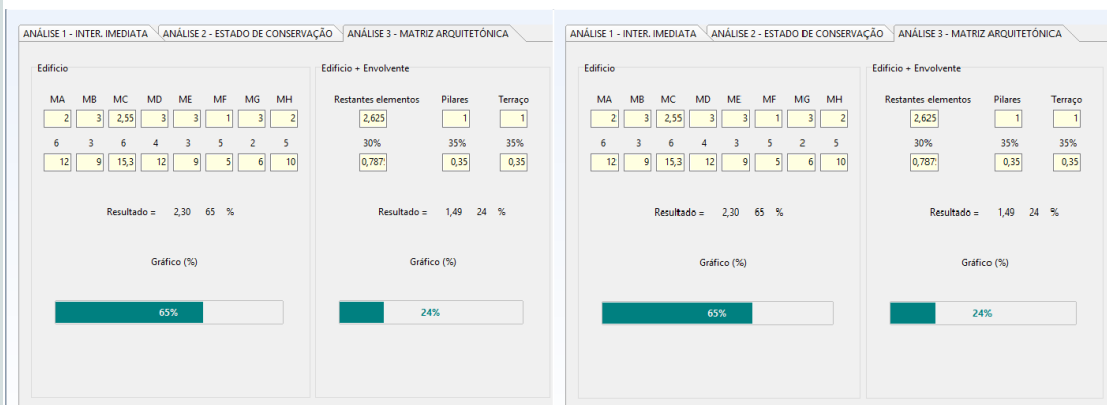 ANÁLISE 1 - INTER. IMEDIATA ANÁLISE 2 - ESTADO DE CONSERVAÇÃO ANÁLISE 3 - MATRIZ ARQUITETÓNICA
Edificio Edificio + Envolvente
MA MB MC MD ME MF MG MH Restantes elementos Pilares Terraço
2 3 2,55 3 3 1 3 2 2,625 1 1
6 3 6 4 3 5 2 5 30% 35% 35%
12 9 15,3 12 9 5 6 10 0,787 0,35 0,35
Resultado = 2,30 65 % Resultado = 1,49 24 %
Gráfico (%) Gráfico (%)
65% 24%
ANÁLISE 1 - INTER. IMEDIATA ANÁLISE 2 - ESTADO DE CONSERVAÇÃO ANÁLISE 3 - MATRIZ ARQUITETÓNICA
Edificio Edificio + Envolvente
MA MB MC MD ME MF MG MH Restantes elementos Pilares Terraço
2 3 2,55 3 3 1 3 2 2,625 1 1
6 3 6 4 3 5 2 5 30% 35% 35%
12 9 15,3 12 9 5 6 10 0,787 0,35 0,35
Resultado = 2,30 65 % Resultado = 1,49 24 %
Gráfico (%) Gráfico (%)
65% 24%